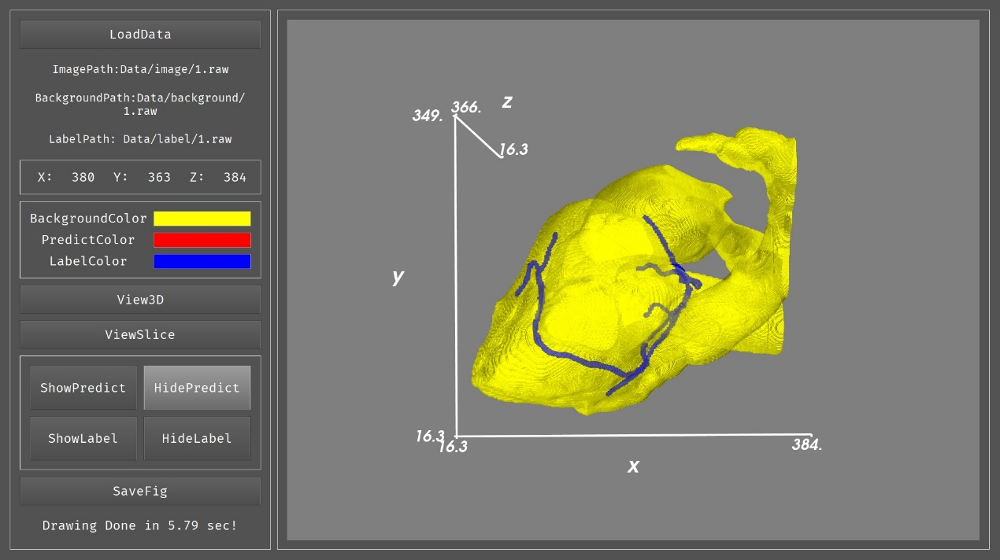 LoadData
ImagePath:Data/image/1.raw
BackgroundPath:Data/background/
1.raw
LabelPath: Data/label/1.raw
X: 380 Y: 363 Z: 384
BackgroundColor
PredictColor
LabelColor
View3D
ViewSlice
ShowPredict HidePredict
ShowLabel HideLabel
SaveFig
Drawing Done in 5.79 sec!
z
366.
349.
16.3
y
16.3
16.3
384.
x